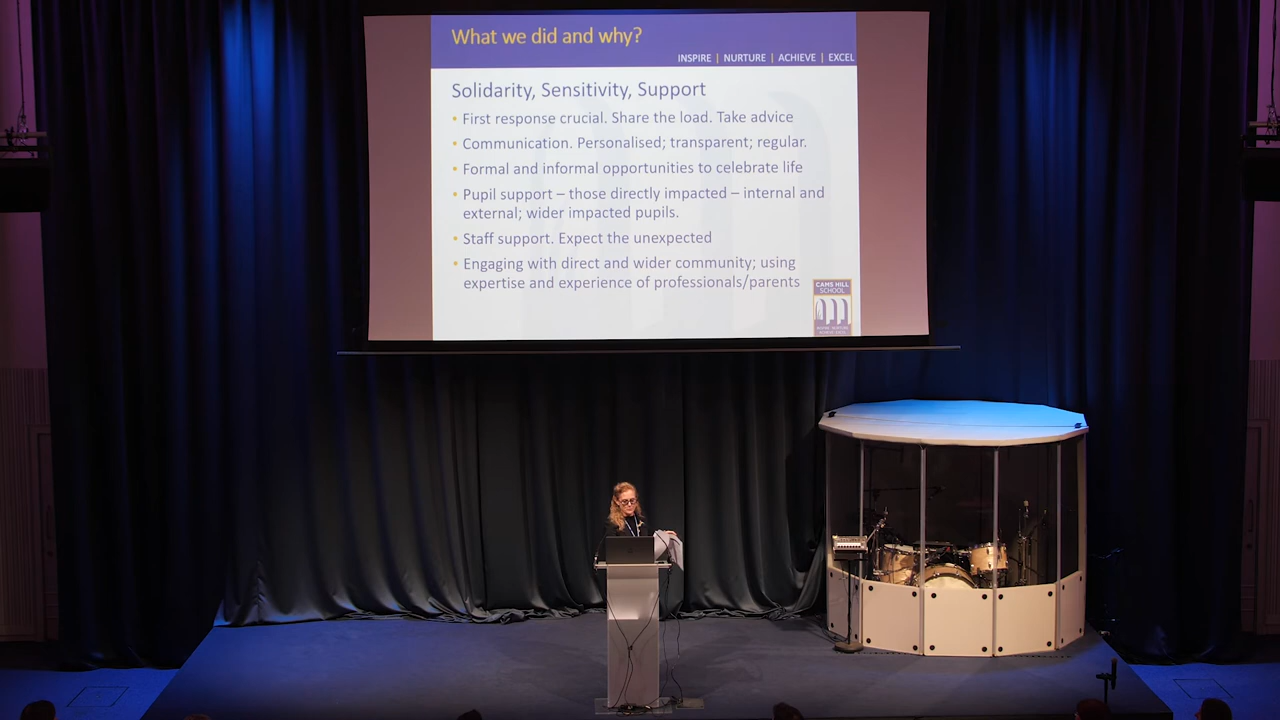 What we did and why?
INSPIRE | NURTURE | ACHIEVE | EXCEL
Solidarity, Sensitivity, Support
• First response crucial. Share the load. Take advice
• Communication. Personalised; transparent; regular.
• Formal and informal opportunities to celebrate life
• Pupil support – those directly impacted – internal and
external; wider impacted pupils.
• Staff support. Expect the unexpected
• Engaging with direct and wider community; using
expertise and experience of professionals/parents
CAMS HILL
SCHOOL